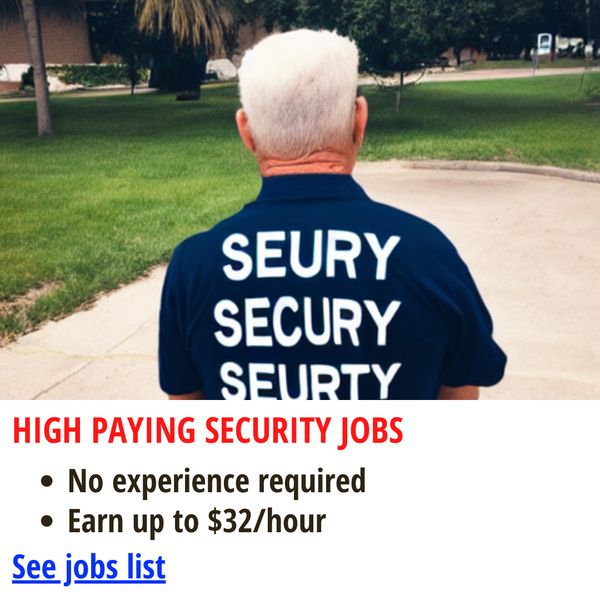 SEURY
SECURY
SEURTY
HIGH PAYING SECURITY JOBS
No experience required
Earn up to $32/hour
See jobs list